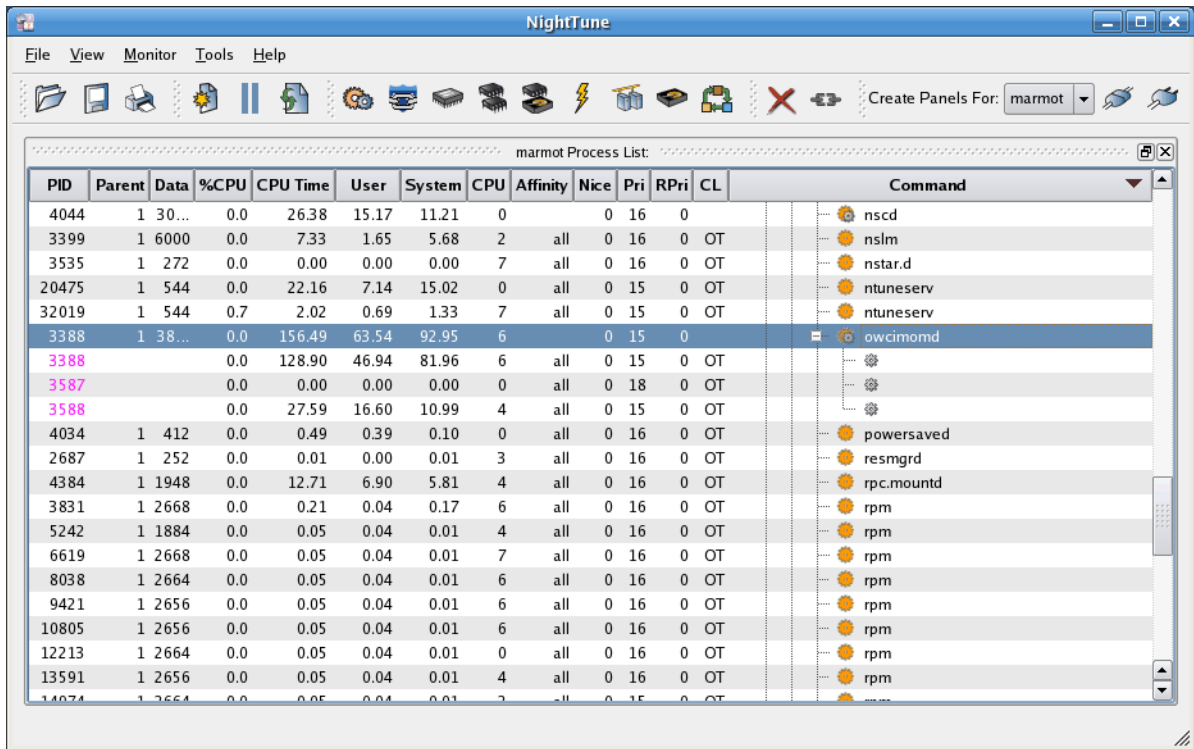 NightTune
File View Monitor Tools Help
Create Panels For: marmot
marmot Process List:
PID Parent Data %CPU CPU Time User System CPU Affinity Nice Pri RPri CL Command
4044 1 30... 0.0 26.38 15.17 11.21 0 0 16 0 nscd
3399 1 6000 0.0 7.33 1.65 5.68 2 all 0 16 0 OT nslm
3535 1 272 0.0 0.00 0.00 0.00 7 all 0 16 0 OT nstar.d
20475 1 544 0.0 22.16 7.14 15.02 0 all 0 15 0 OT ntuneserv
32019 1 544 0.7 2.02 0.69 1.33 7 all 0 15 0 OT ntuneserv
3388 1 38... 0.0 156.49 63.54 92.95 6 0 15 0 owcimomd
3388 0.0 128.90 46.94 81.96 6 all 0 15 0 OT
3587 0.0 0.00 0.00 0.00 0 all 0 18 0 OT
3588 0.0 27.59 16.60 10.99 4 all 0 15 0 OT
4034 1 412 0.0 0.49 0.39 0.10 0 all 0 16 0 OT powersaved
2687 1 252 0.0 0.01 0.00 0.01 3 all 0 16 0 OT resmgrd
4384 1 1948 0.0 12.71 6.90 5.81 4 all 0 16 0 OT rpc.mountd
3831 1 2668 0.0 0.21 0.04 0.17 6 all 0 16 0 OT rpm
5242 1 1884 0.0 0.05 0.04 0.01 4 all 0 16 0 OT rpm
6619 1 2668 0.0 0.05 0.04 0.01 7 all 0 16 0 OT rpm
8038 1 2664 0.0 0.05 0.04 0.01 6 all 0 16 0 OT rpm
9421 1 2656 0.0 0.05 0.04 0.01 6 all 0 16 0 OT rpm
10805 1 2656 0.0 0.05 0.04 0.01 6 all 0 16 0 OT rpm
12213 1 2656 0.0 0.05 0.04 0.01 0 all 0 16 0 OT rpm
13591 1 2656 0.0 0.05 0.04 0.01 4 all 0 16 0 OT rpm